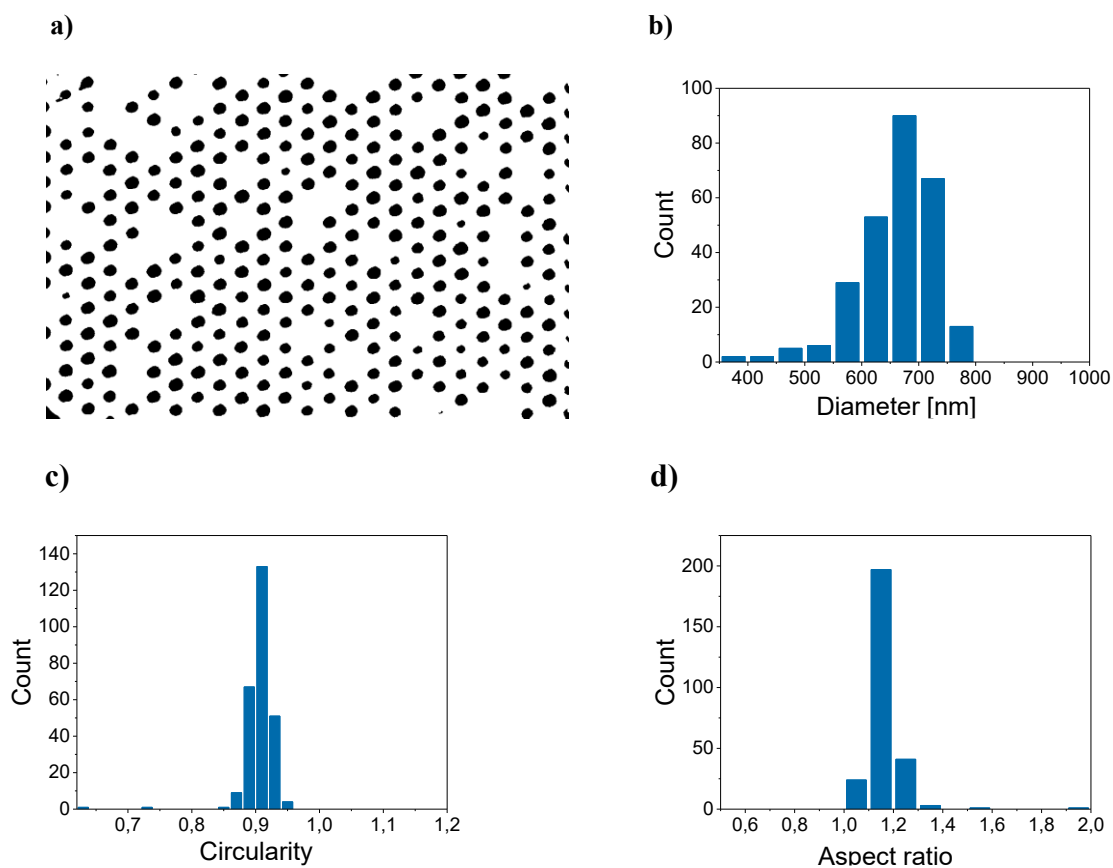 a)
b)
100
80
60
40
20
0
Count
400 500 600 700 800 900 1000
Diameter [nm]
c)
d)
140
120
100
80
60
40
20
0
Count
0,7 0,8 0,9 1,0 1,1 1,2
Circularity
200
150
100
50
0
Count
0,6 0,8 1,0 1,2 1,4 1,6 1,8 2,0
Aspect ratio